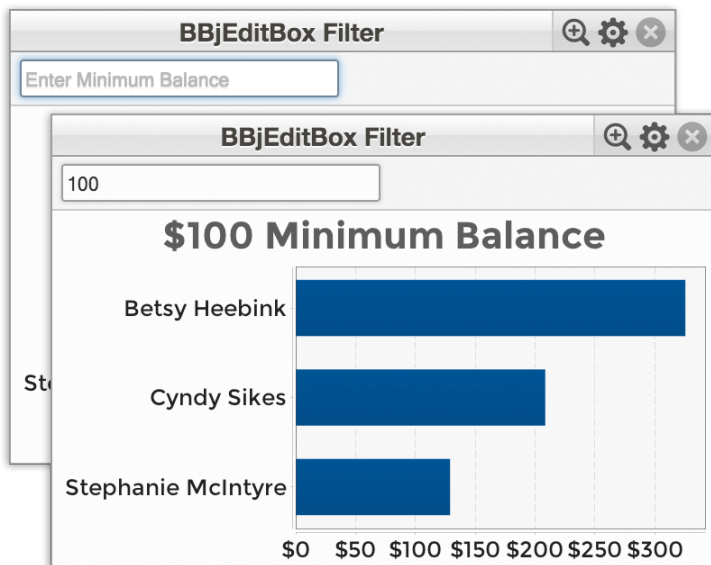 BBjEditBox Filter
Enter Minimum Balance
BBjEditBox Filter
100
$100 Minimum Balance
Betsy Heebink
Cyndy Sikes
Stephanie McIntyre
$0 $50 $100 $150 $200 $250 $300